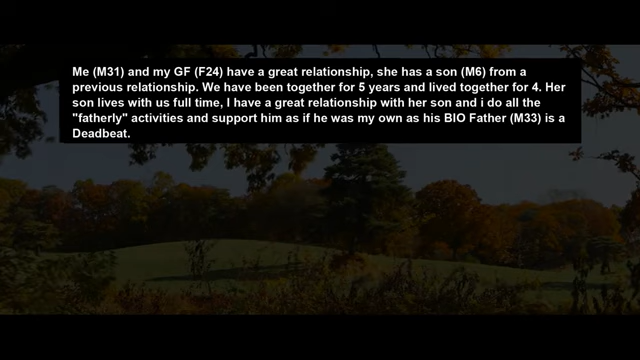 Me (M31) and my GF (F24) have a great relationship, she has a son (M6) from a
previous relationship. We have been together for 5 years and lived together for 4. Her
son lives with us full time, I have a great relationship with her son and i do all the
"fatherly" activities and support him as if he was my own as his BIO Father (M33) is a
Deadbeat.